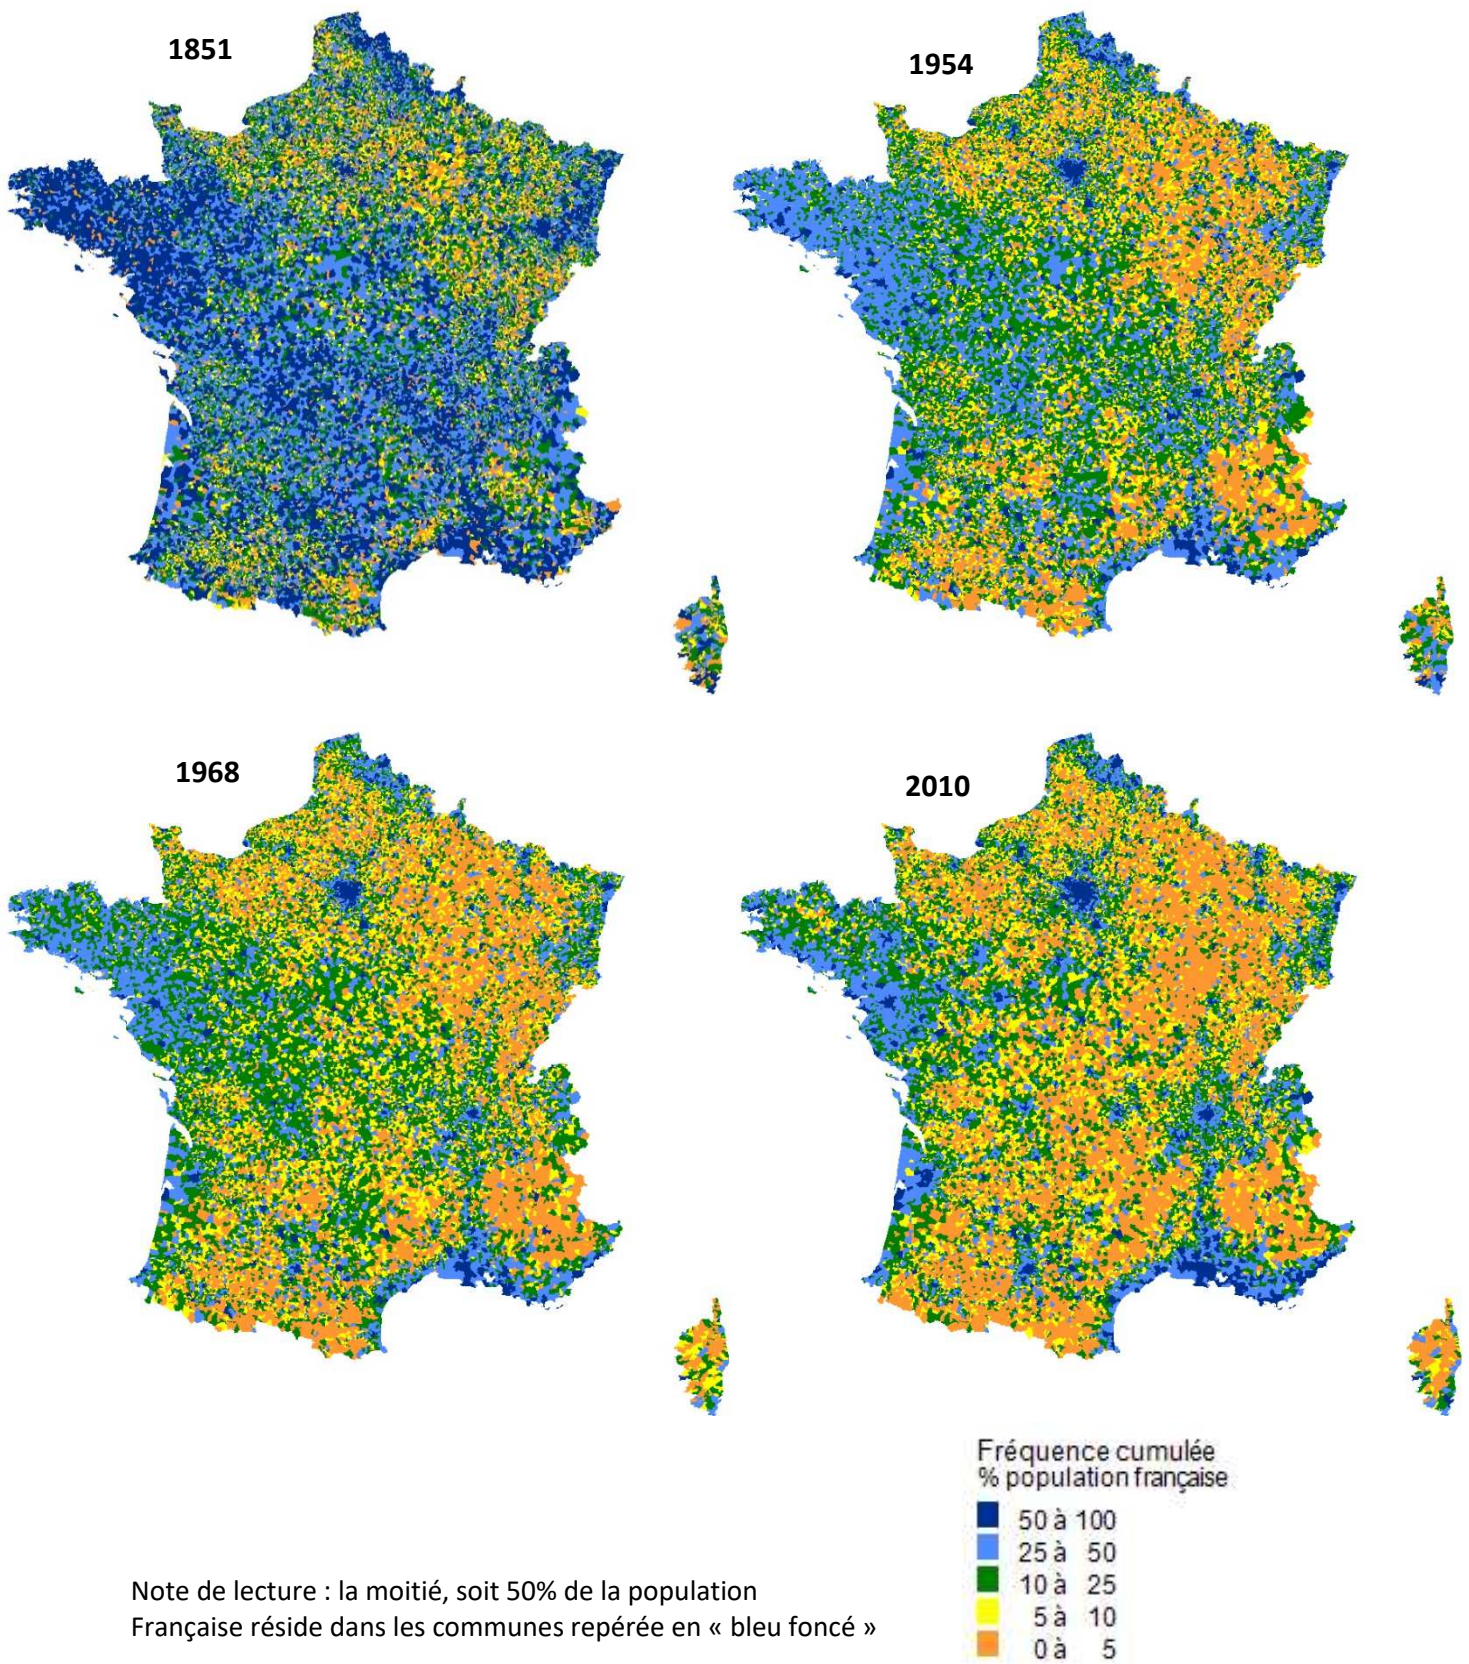 1851
1954
1968
2010
Fréquence cumulée
% population française
50 à 100
25 à 50
10 à 25
5 à 10
0 à 5
Note de lecture : la moitié, soit 50% de la population
Française réside dans les communes repérée en « bleu foncé »